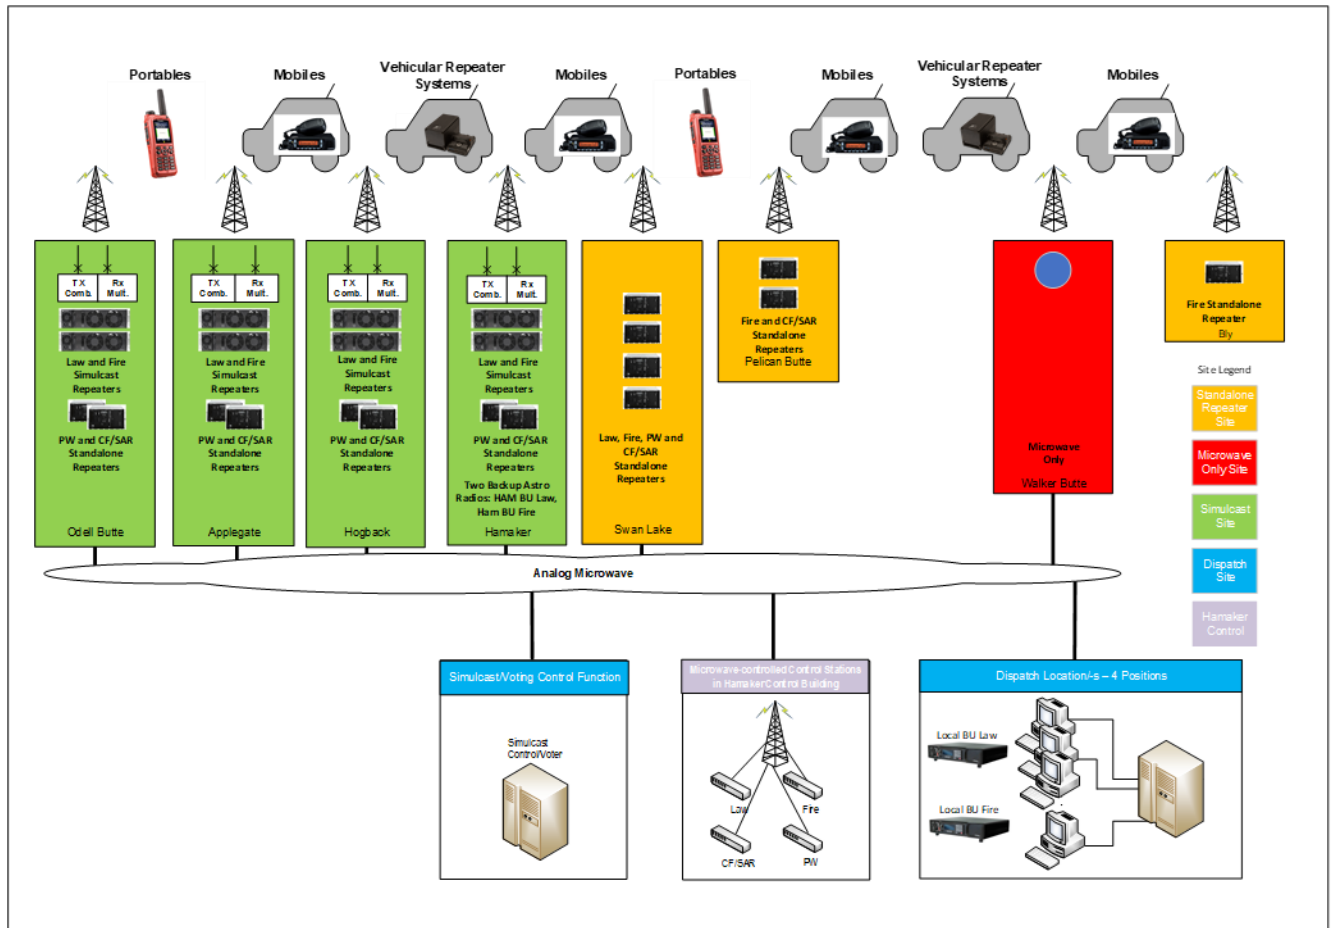 Portables
Mobiles
Vehicular Repeater
Systems
Mobiles
Portables
Mobiles
Vehicular Repeater
Systems
Mobiles
TX
Comb.
Rx
Mult.
Law and Fire
Simulcast
Repeaters
PW and CF/SAR
Standalone
Repeaters
Odell Butte
TX
Comb.
Rx
Mult.
Law and Fire
Simulcast
Repeaters
PW and CF/SAR
Standalone
Repeaters
Applegate
TX
Comb.
Rx
Mult.
Law and Fire
Simulcast
Repeaters
PW and CF/SAR
Standalone
Repeaters
Hogback
TX
Comb.
Rx
Mult.
Law and Fire
Simulcast
Repeaters
PW and CF/SAR
Standalone
Repeaters
Two Backup Astro
Radios: HAM BU Law,
Ham BU Fire
Hamaker
Law, Fire, PW and
CF/SAR
Standalone
Repeaters
Swan Lake
Fire and CF/SAR
Standalone
Repeaters
Pelican Butte
Microwave
Only
Walker Butte
Fire Standalone
Repeater
Bly
Site Legend
Standalone
Repeater
Site
Microwave
Only Site
Simulcast
Site
Dispatch
Site
Hamaker
Control
Analog Microwave
Simulcast/Voting Control Function
Simulcast
Control/Voter
Microwave-controlled Control Stations
in Hamaker Control Building
Law
Fire
CF/SAR
PW
Dispatch Location/-s – 4 Positions
Local BU Law
Local BU Fire